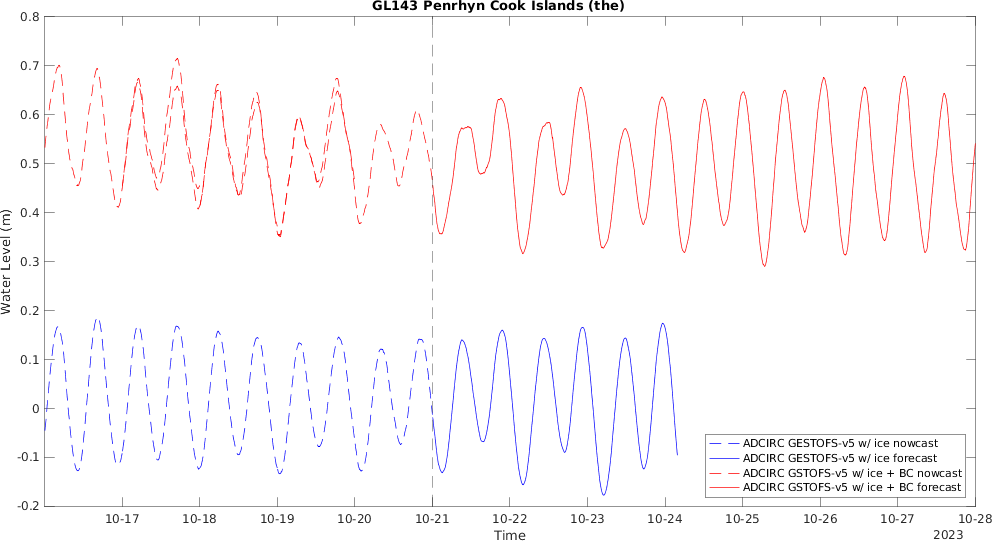 GL143 Penrhyn Cook Islands (the)
0.8
0.7
0.6
0.5
0.4
0.3
0.2
0.1
0
-0.1
-0.2
Water Level (m)
ADCIRC GESTOFS-v5 w/ ice nowcast
ADCIRC GESTOFS-v5 w/ ice forecast
ADCIRC GSTOFS-v5 w/ ice + BC nowcast
ADCIRC GSTOFS-v5 w/ ice + BC forecast
10-17 10-18 10-19 10-20 10-21 10-22 10-23 10-24 10-25 10-26 10-27 10-28
Time
2023